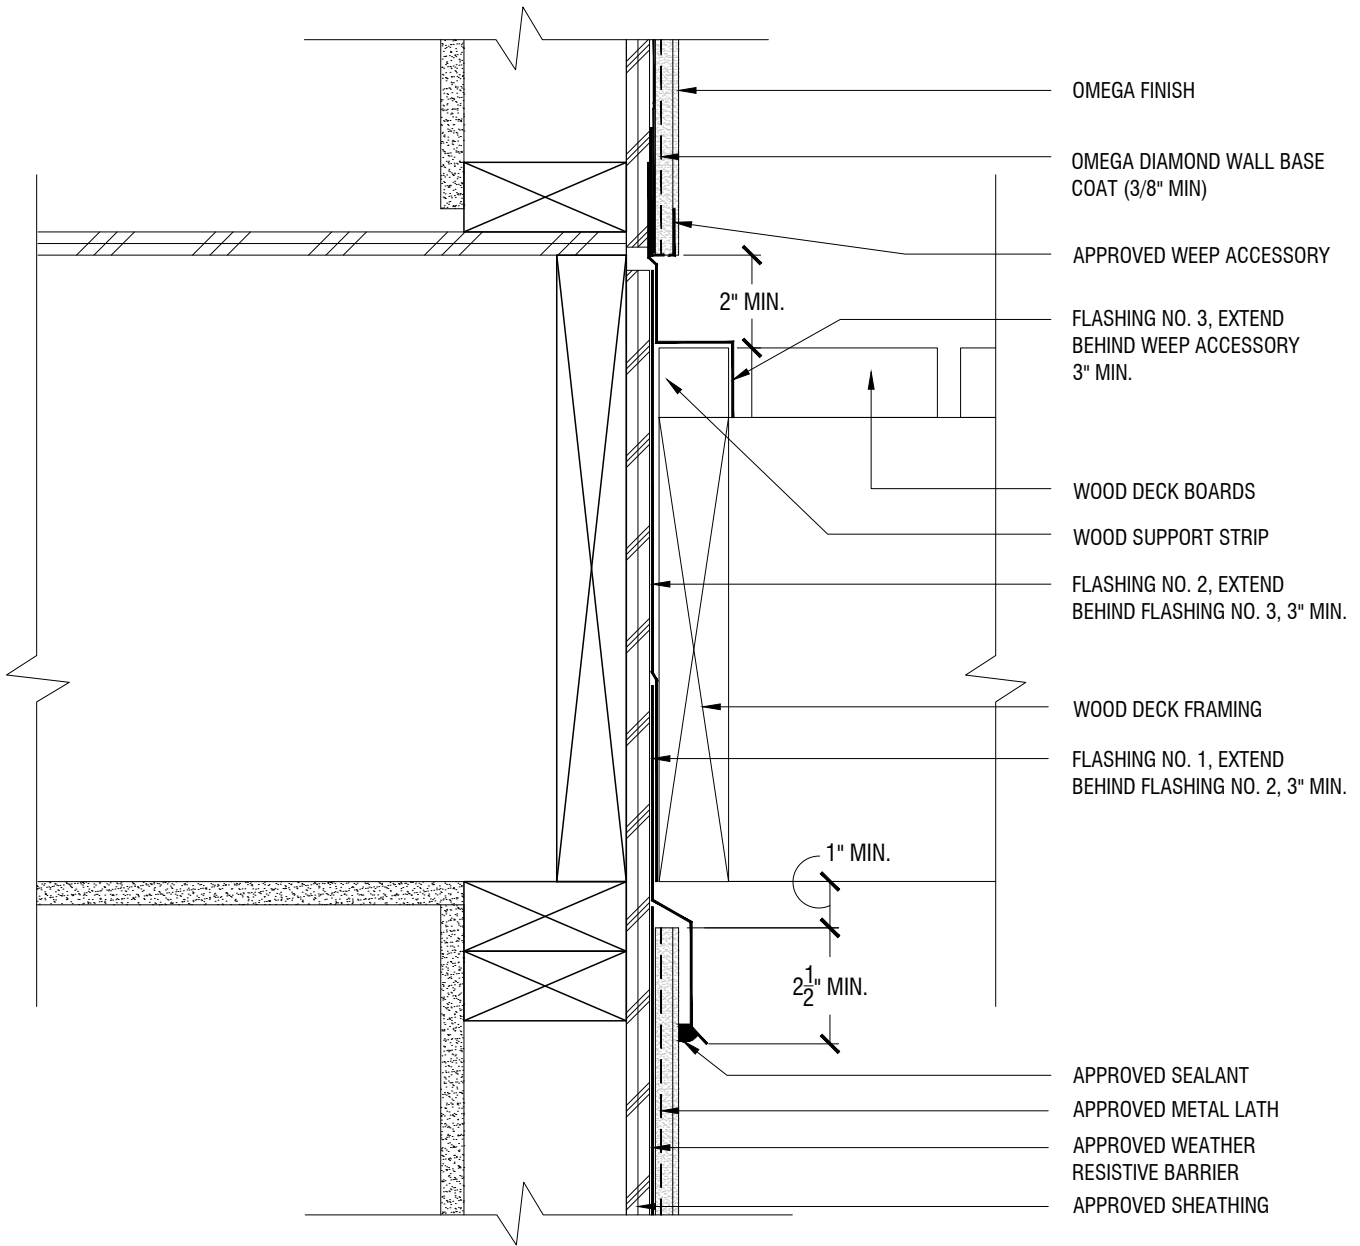 OMEGA FINISH
OMEGA DIAMOND WALL BASE
COAT (3/8" MIN)
APPROVED WEEP ACCESSORY
2" MIN.
FLASHING NO. 3, EXTEND
BEHIND WEEP ACCESSORY
3" MIN.
WOOD DECK BOARDS
WOOD SUPPORT STRIP
FLASHING NO. 2, EXTEND
BEHIND FLASHING NO. 3, 3" MIN.
WOOD DECK FRAMING
FLASHING NO. 1, EXTEND
BEHIND FLASHING NO. 2, 3" MIN.
1" MIN.
2 1/2" MIN.
APPROVED SEALANT
APPROVED METAL LATH
APPROVED WEATHER
RESISTIVE BARRIER
APPROVED SHEATHING